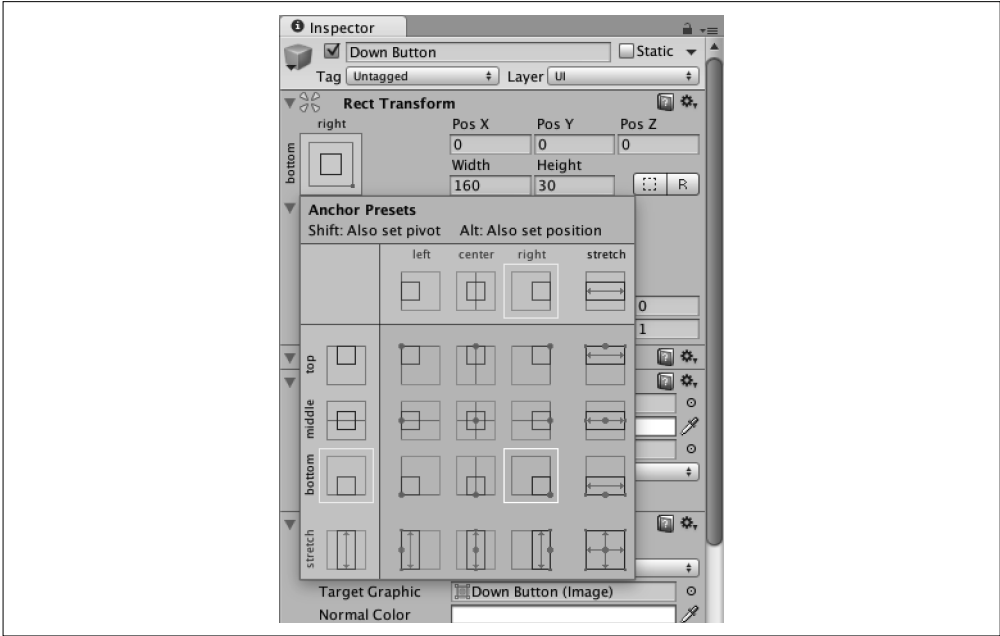 Inspector
Down Button
Static
Tag Untagged Layer UI
Rect Transform
right
Pos X Pos Y Pos Z
bottom
0 0 0
Width Height
160 30 R
Anchor Presets
Shift: Also set pivot Alt: Also set position
left center right stretch
0
1
top
middle
bottom
stretch
Target Graphic Down Button (Image)
Normal Color